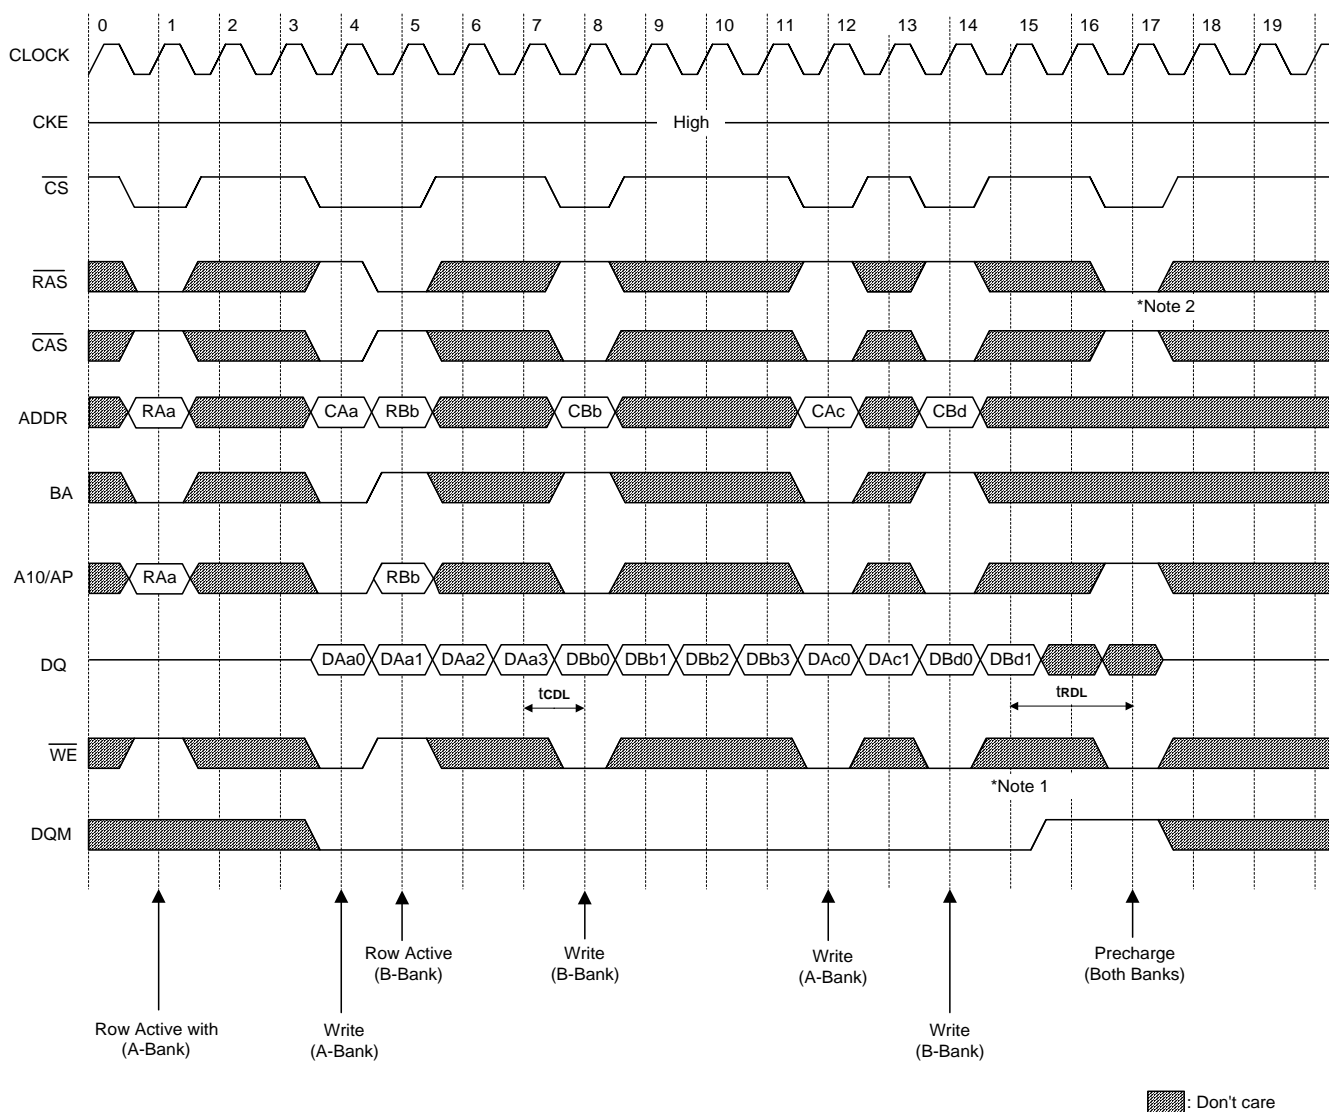 0 1 2 3 4 5 6 7 8 9 10 11 12 13 14 15 16 17 18 19
CLOCK
CKE High
CS
RAS
*Note 2
CAS
ADDR RAa CAa RBb CBb CAc CBd
BA
A10/AP RAa RBb
DQ DAa0 DAa1 DAa2 DAa3 DBb0 DBb1 DBb2 DBb3 DAc0 DAc1 DBd0 DBd1
tCDL tRDL
WE
*Note 1
DQM
Row Active
(B-Bank)
Write
(B-Bank)
Write
(A-Bank)
Precharge
(Both Banks)
Row Active with
(A-Bank)
Write
(A-Bank)
Write
(B-Bank)
: Don't care